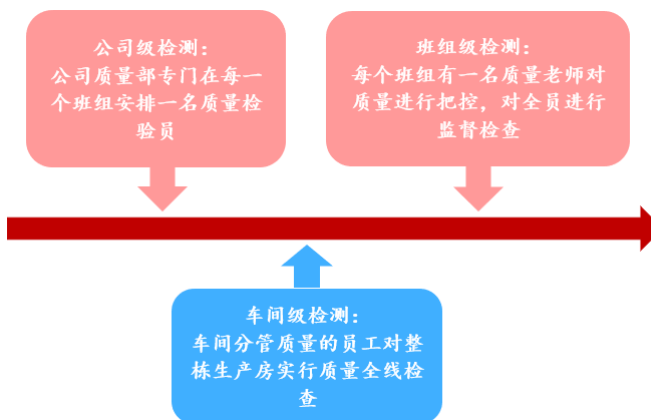 公司级检测：
公司质量部专门在每一
个班组安排一名质量检
验员
班组级检测：
每个班组有一名质量老师对
质量进行把控，对全员进行
监督检查
车间级检测：
车间分管质量的员工对整
栋生产房实行质量全线检
查